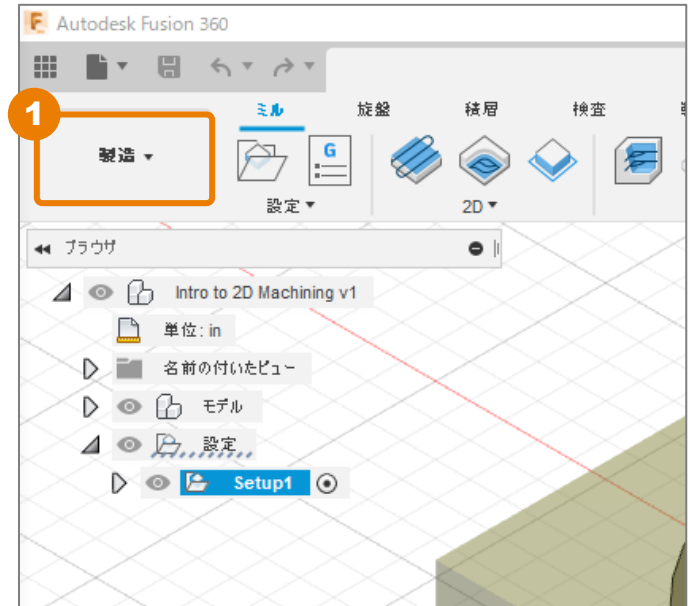 Autodesk Fusion 360
1
ミル 旋盤 積層 検査
製造
G
設定 2D
ブラウザ
Intro to 2D Machining v1
単位: in
名前の付いたビュー
モデル
設定
Setup1